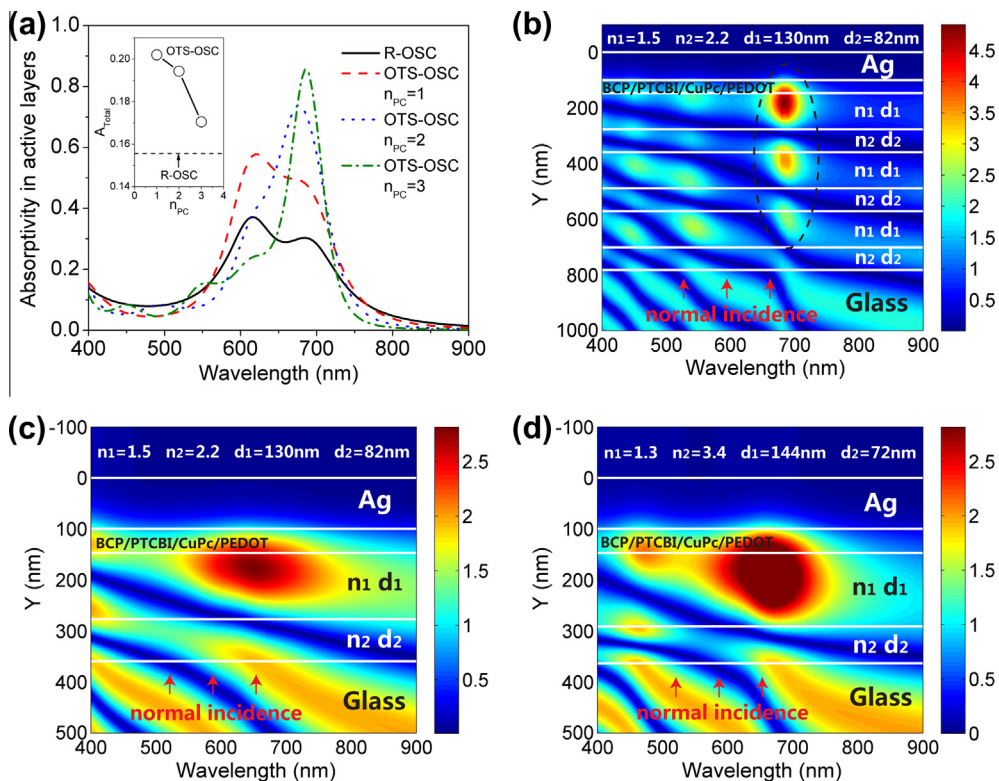 (a)
1.0
0.8
0.6
0.4
0.2
0.0
Absorptivity in active layers
400 500 600 700 800 900
Wavelength (nm)
R-OSC
OTS-OSC
nPC=1
OTS-OSC
nPC=2
OTS-OSC
nPC=3
OTS-OSC
0.20
0.18
0.16
0.14
ATotal
R-OSC
0 1 2 3 4
nPC
(b)
n1=1.5 n2=2.2 d1=130nm d2=82nm
Ag
BCP/PTCBI/CuPc/PEDOT
n1 d1
n2 d2
n1 d1
n2 d2
n1 d1
n2 d2
Glass
normal incidence
0
200
400
600
800
1000
Y (nm)
400 500 600 700 800 900
Wavelength (nm)
4.5
4
3.5
3
2.5
2
1.5
1
0.5
(c)
n1=1.5 n2=2.2 d1=130nm d2=82nm
Ag
BCP/PTCBI/CuPc/PEDOT
n1 d1
n2 d2
Glass
normal incidence
-100
0
100
200
300
400
500
Y (nm)
400 500 600 700 800 900
Wavelength (nm)
2.5
2
1.5
1
0.5
0
(d)
n1=1.3 n2=3.4 d1=144nm d2=72nm
Ag
BCP/PTCBI/CuPc/PEDOT
n1 d1
n2 d2
Glass
normal incidence
-100
0
100
200
300
400
500
Y (nm)
400 500 600 700 800 900
Wavelength (nm)
2.5
2
1.5
1
0.5
0